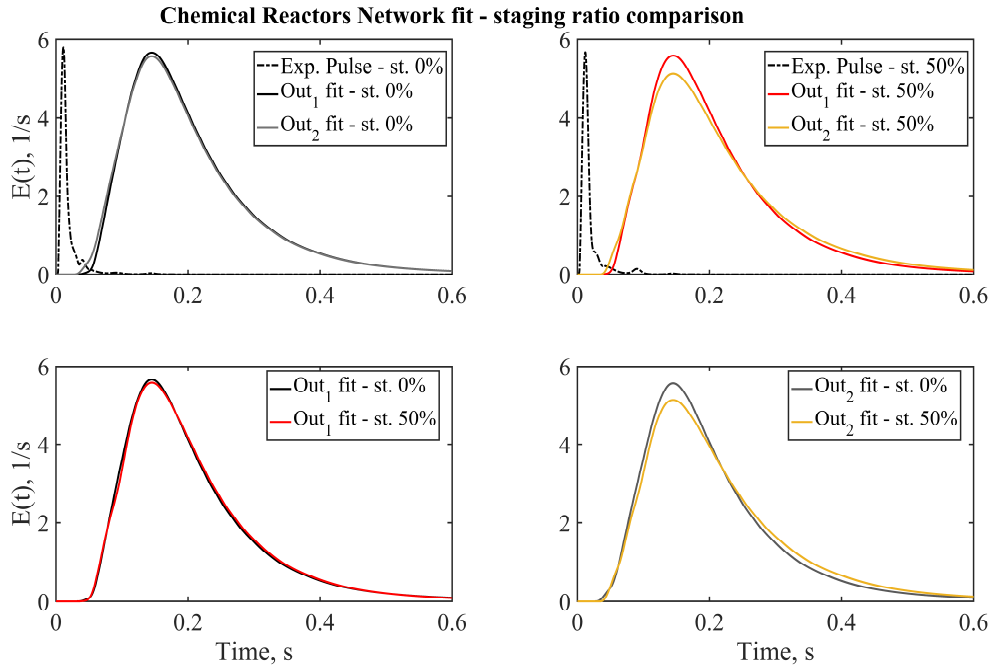 Chemical Reactors Network fit - staging ratio comparison
E(t), 1/s
6
4
2
0
0
0.2
0.4
0.6
Exp. Pulse - st. 0%
Out1 fit - st. 0%
Out2 fit - st. 0%
6
4
2
0
0
0.2
0.4
0.6
Exp. Pulse - st. 50%
Out1 fit - st. 50%
Out2 fit - st. 50%
E(t), 1/s
6
4
2
0
0
0.2
0.4
0.6
Time, s
Out1 fit - st. 0%
Out1 fit - st. 50%
6
4
2
0
0
0.2
0.4
0.6
Time, s
Out2 fit - st. 0%
Out2 fit - st. 50%